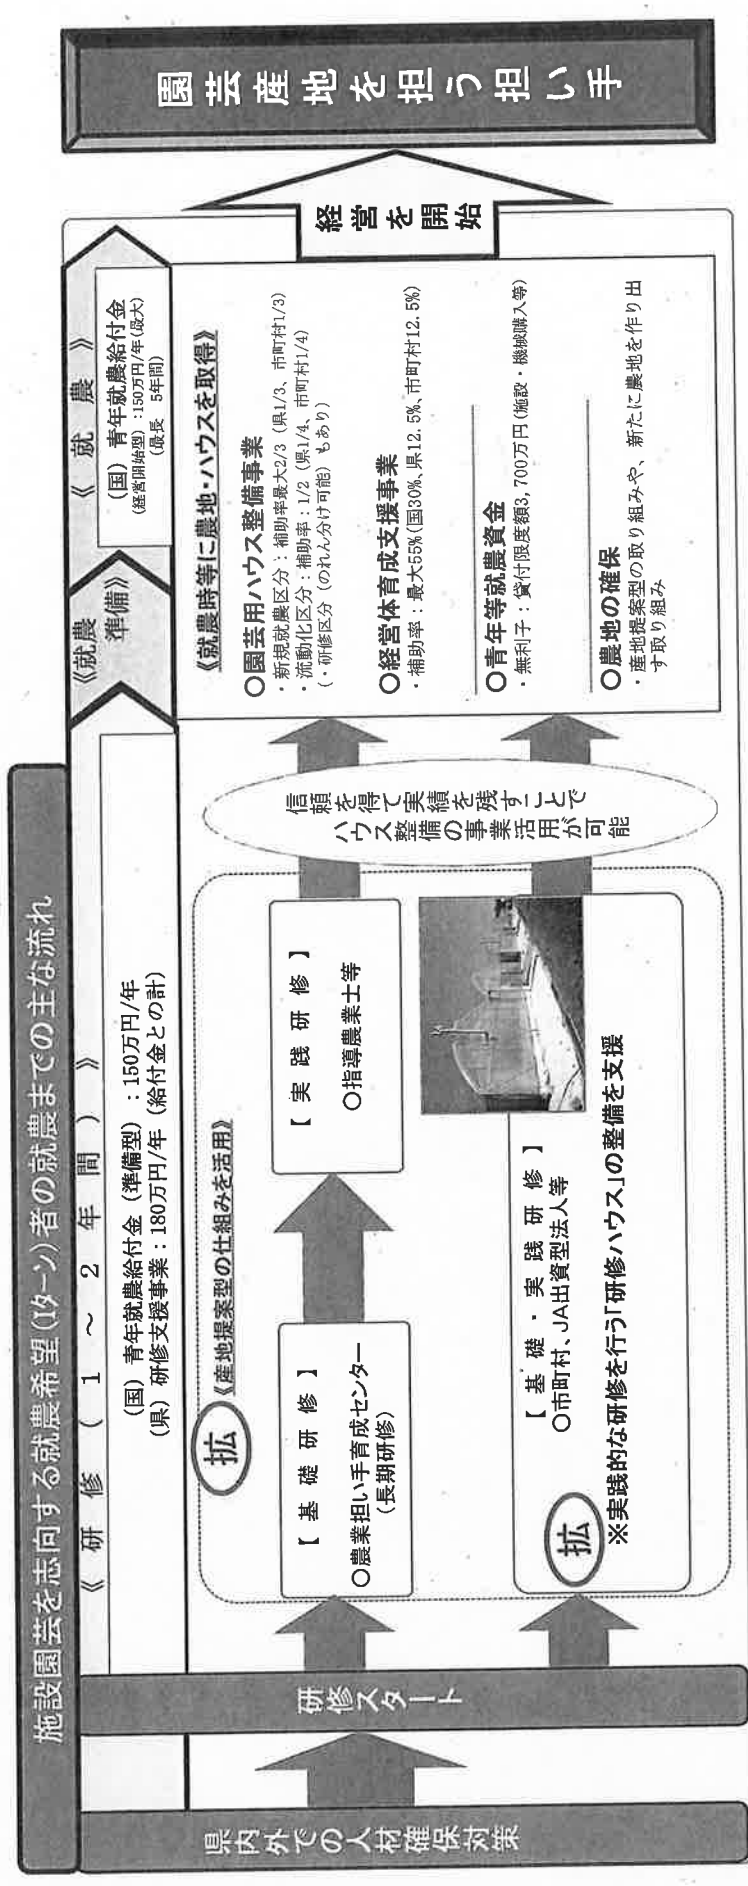 施設園芸を志向する就農希望(Iターン)者の就農までの主な流れ
県内外での人材確保対策
研修スタート
《研修(1～2年間)》
(国)青年就農給付金(準備型):150万円/年
(県)研修支援事業:180万円/年(給付金との計)
拡
《産地提案型の仕組みを活用》
【基礎研修】
○農業担い手育成センター
(長期研修)
【実践研修】
○指導農業士等
【基礎・実践研修】
○市町村、JA出資型法人等
拡
※実践的な研修を行う「研修ハウス」の整備を支援
信頼を得て実績を残すことで
ハウス整備の事業活用が可能
《就農
準備》
《就農》
(国)青年就農給付金
(経営開始型):150万円/年(最大)
(最長 5年間)
《就農時等に農地・ハウスを取得》
○園芸用ハウス整備事業
・新規就農区分:補助率最大2/3(県1/3、市町村1/3)
・流動化区分:補助率:1/2(県1/4、市町村1/4)
(・研修区分(のれん分け可能)もあり)
○経営体育成支援事業
・補助率:最大55%(国30%、県12.5%、市町村12.5%)
○青年等就農資金
・無利子:貸付限度額3,700万円(施設・機械購入等)
○農地の確保
・産地提案型の取り組みや、新たに農地を作り出
す取り組み
経営を開始
園芸産地を担う担い手